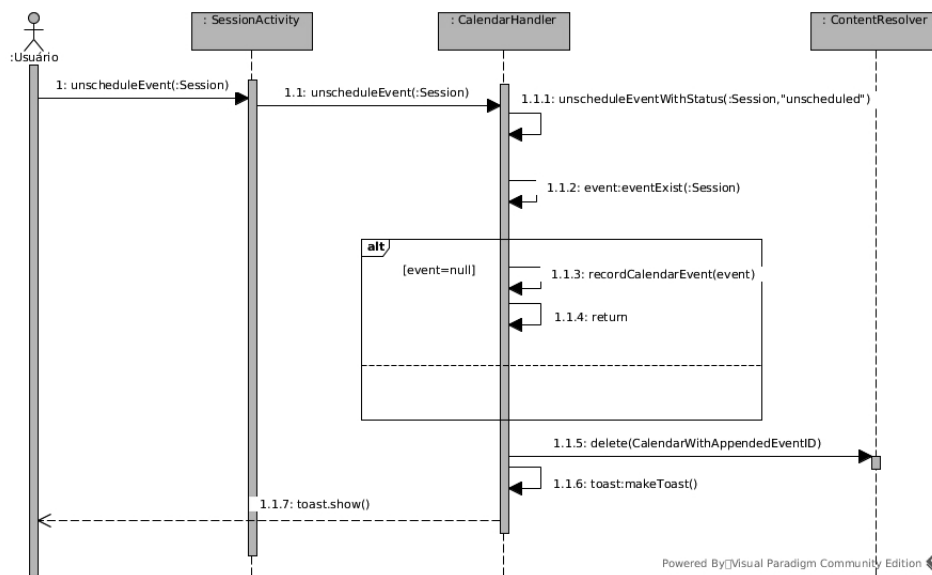 : SessionActivity
: CalendarHandler
: ContentResolver
:Usuário
1: unscheduleEvent(:Session)
1.1: unscheduleEvent(:Session)
1.1.1: unscheduleEventWithStatus(:Session,"unscheduled")
1.1.2: event:eventExist(:Session)
alt
[event=null]
1.1.3: recordCalendarEvent(event)
1.1.4: return
1.1.5: delete(CalendarWithAppendedEventID)
1.1.6: toast:makeToast()
1.1.7: toast.show()
Powered By Visual Paradigm Community Edition